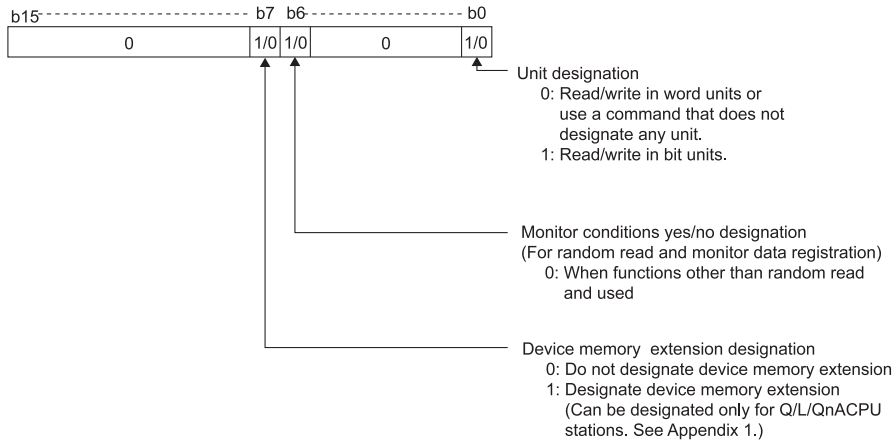 b15 b7 b6 b0
0 1/0 1/0 0 1/0
Unit designation
0: Read/write in word units or
use a command that does not
designate any unit.
1: Read/write in bit units.
Monitor conditions yes/no designation
(For random read and monitor data registration)
0: When functions other than random read
and used
Device memory extension designation
0: Do not designate device memory extension
1: Designate device memory extension
(Can be designated only for Q/L/QnACPU
stations. See Appendix 1.)